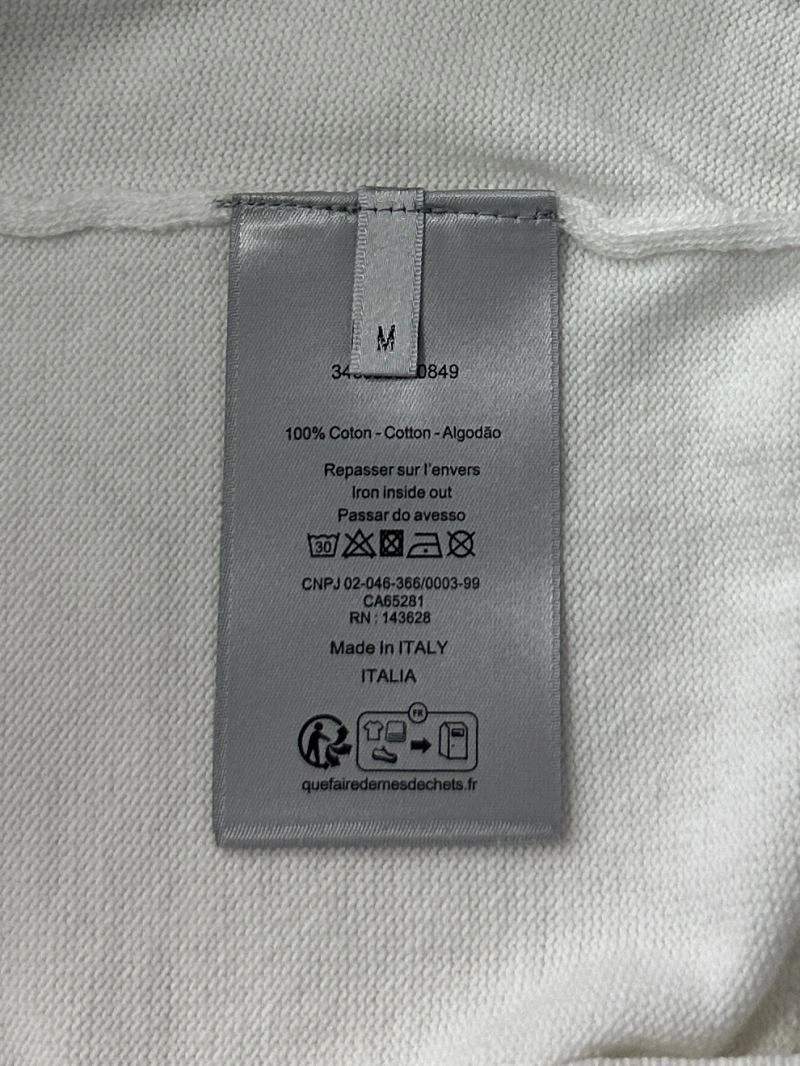 M
0849
100% Coton - Cotton - Algodão
Repasser sur l'envers
Iron inside out
Passar do avesso
30
CNPJ 02-046-366/0003-99
CA65281
RN : 143628
Made In ITALY
ITALIA
FR
quefairedemesdechets.fr